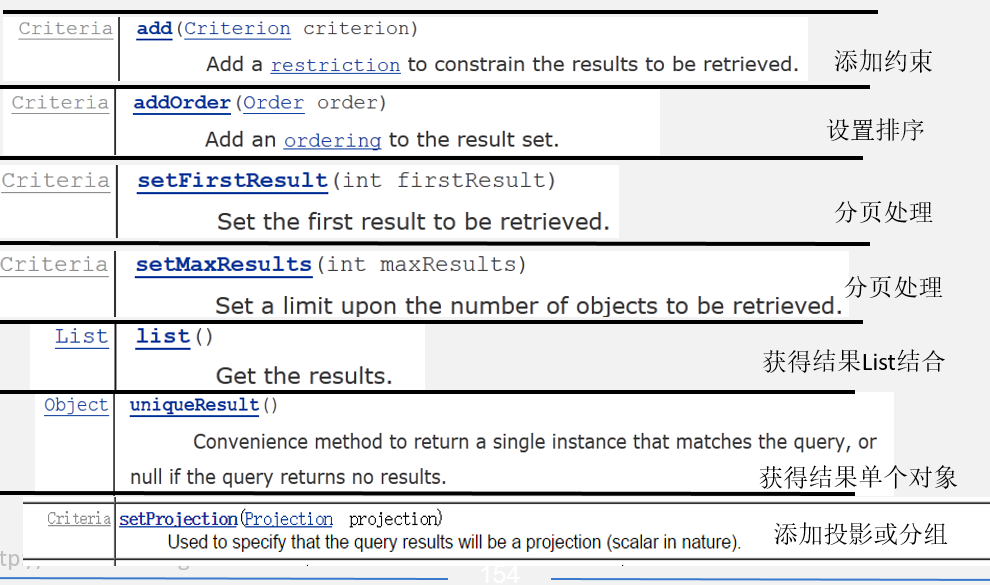 Criteria add(Criterion criterion)
Add a restriction to constrain the results to be retrieved. 添加约束
Criteria addOrder(Order order)
设置排序
Add an ordering to the result set.
Criteria setFirstResult(int firstResult)
分页处理
Set the first result to be retrieved.
Criteria setMaxResults(int maxResults)
分页处理
Set a limit upon the number of objects to be retrieved.
List list()
获得结果List结合
Get the results.
Object uniqueResult()
Convenience method to return a single instance that matches the query, or
null if the query returns no results. 获得结果单个对象
Criteria setProjection(Projection projection)
添加投影或分组
Used to specify that the query results will be a projection (scalar in nature).
154